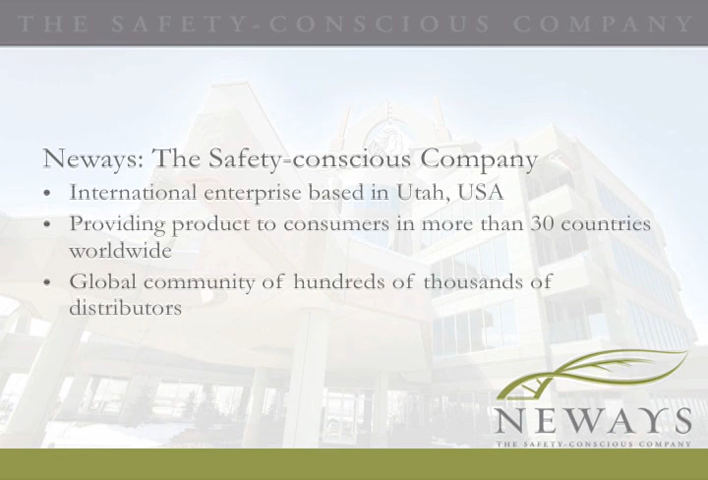 THE SAFETY-CONSCIOUS COMPANY
Neways: The Safety-conscious Company
• International enterprise based in Utah, USA
• Providing product to consumers in more than 30 countries
worldwide
• Global community of hundreds of thousands of
distributors
NEWAYS
THE SAFETY-CONSCIOUS COMPANY